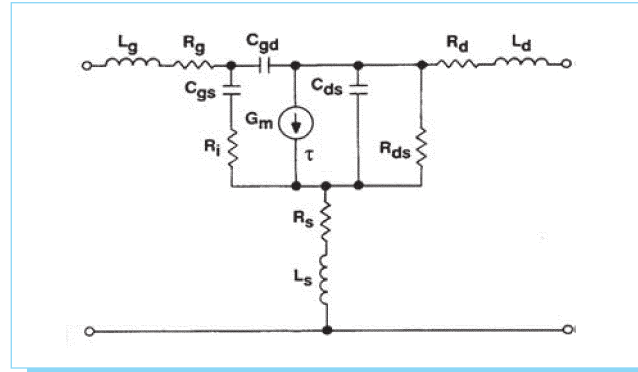 Lg Rg Cgd Rd Ld
Cgs Cds
Gm
Ri τ Rds
Rs
Ls